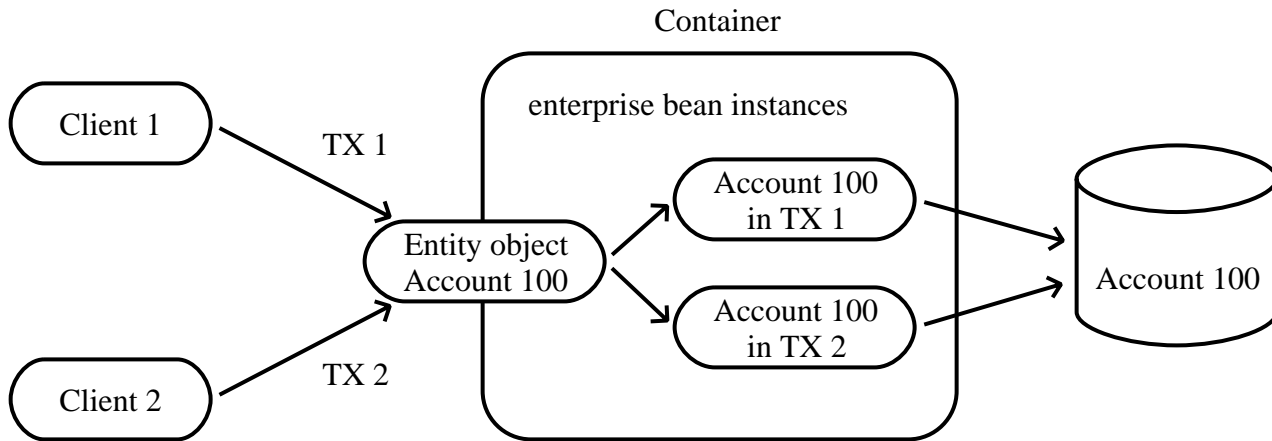 Container
enterprise bean instances
Client 1
TX 1
Account 100
in TX 1
Entity object
Account 100
Account 100
Account 100
in TX 2
TX 2
Client 2